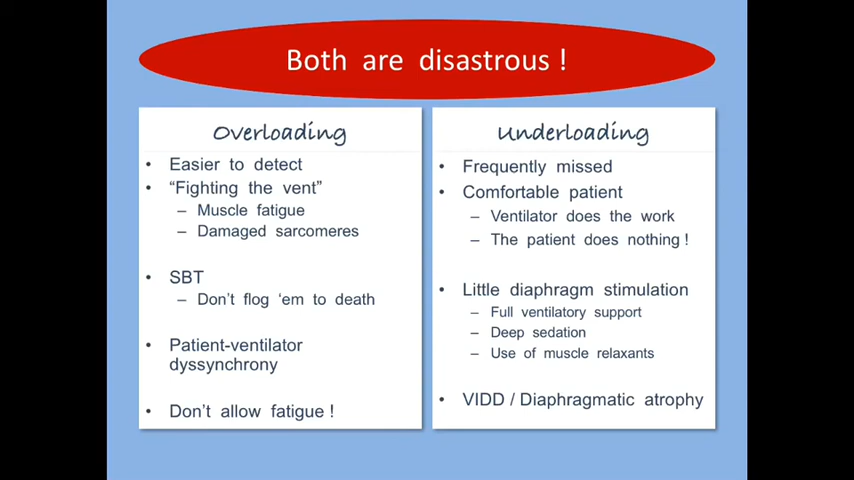 Both are disastrous !
Overloading
• Easier to detect
• “Fighting the vent”
– Muscle fatigue
– Damaged sarcomeres
• SBT
– Don’t flog ‘em to death
• Patient-ventilator
dyssynchrony
• Don’t allow fatigue !
Underloading
• Frequently missed
• Comfortable patient
– Ventilator does the work
– The patient does nothing !
• Little diaphragm stimulation
– Full ventilatory support
– Deep sedation
– Use of muscle relaxants
• VIDD / Diaphragmatic atrophy